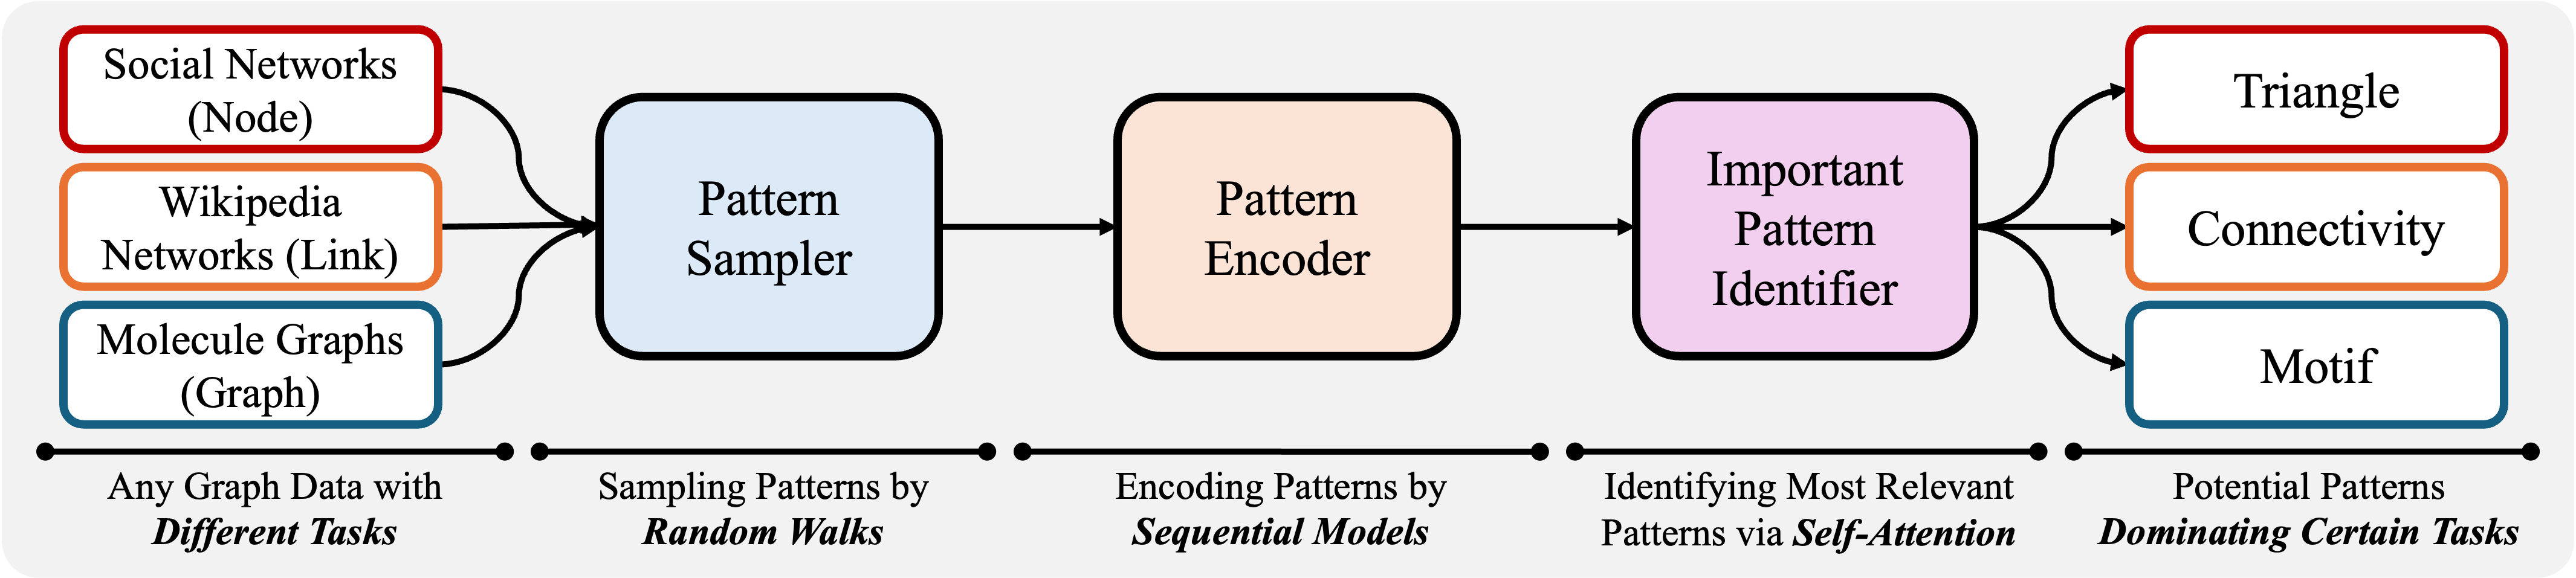 Social Networks
(Node)
Wikipedia
Networks (Link)
Molecule Graphs
(Graph)
Pattern
Sampler
Pattern
Encoder
Important
Pattern
Identifier
Triangle
Connectivity
Motif
Any Graph Data with
Different Tasks
Sampling Patterns by
Random Walks
Encoding Patterns by
Sequential Models
Identifying Most Relevant
Patterns via Self-Attention
Potential Patterns
Dominating Certain Tasks